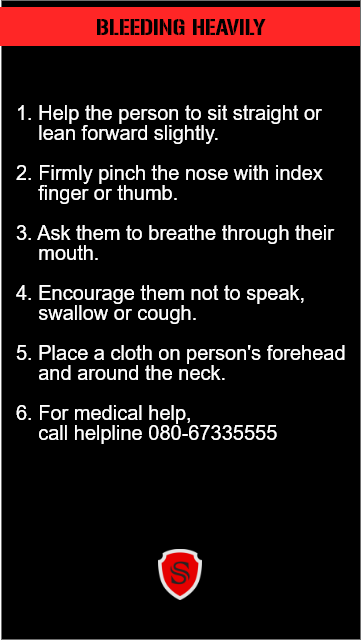 BLEEDING HEAVILY
1. Help the person to sit straight or
lean forward slightly.
2. Firmly pinch the nose with index
finger or thumb.
3. Ask them to breathe through their
mouth.
4. Encourage them not to speak,
swallow or cough.
5. Place a cloth on person's forehead
and around the neck.
6. For medical help,
call helpline 080-67335555
S